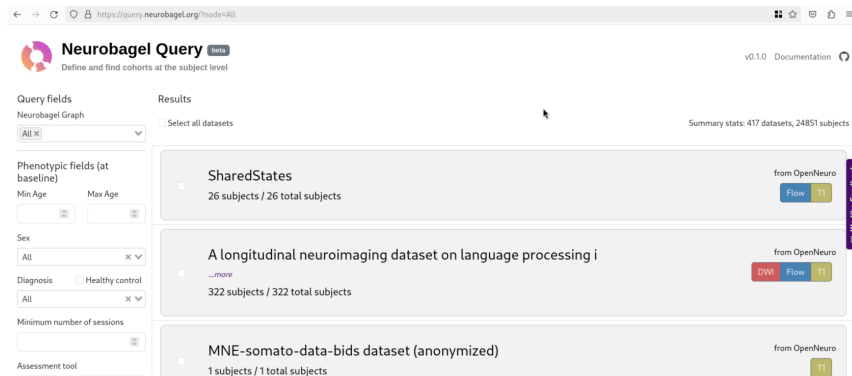 https://query.neurobagel.org/?node=All
Neurobagel Query beta
Define and find cohorts at the subject level
v0.1.0 Documentation
Query fields
Neurobagel Graph
All ×
Phenotypic fields (at
baseline)
Min Age Max Age
Sex
All
Diagnosis Healthy control
All
Minimum number of sessions
Assessment tool
Results
Select all datasets
Summary stats: 417 datasets, 24851 subjects
SharedStates
26 subjects / 26 total subjects
from OpenNeuro
Flow T1
A longitudinal neuroimaging dataset on language processing i
...more
322 subjects / 322 total subjects
from OpenNeuro
DWI Flow T1
MNE-somato-data-bids dataset (anonymized)
1 subjects / 1 total subjects
from OpenNeuro
T1